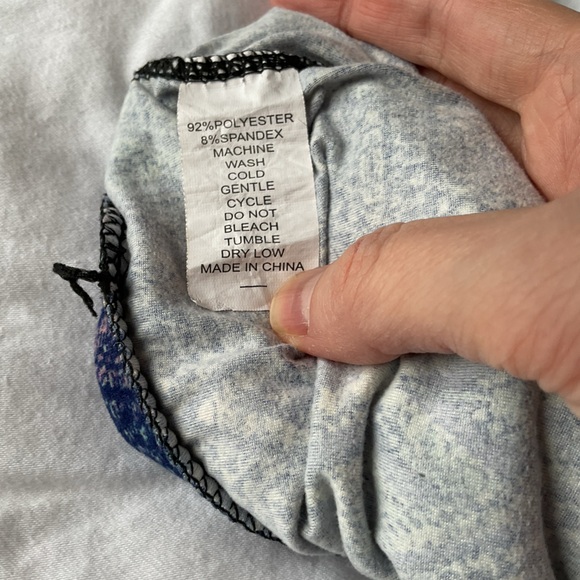 92%POLYESTER
8%SPANDEX
MACHINE
WASH
COLD
GENTLE
CYCLE
DO NOT
BLEACH
TUMBLE
DRY LOW
MADE IN CHINA